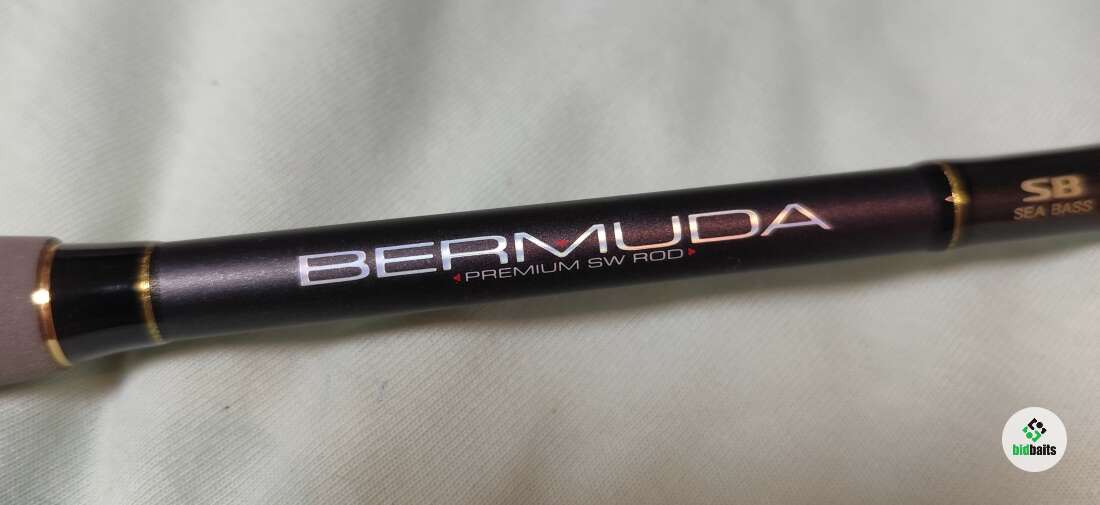 BERMUDA
PREMIUM SW ROD
SB
SEA BASS
bidbaits